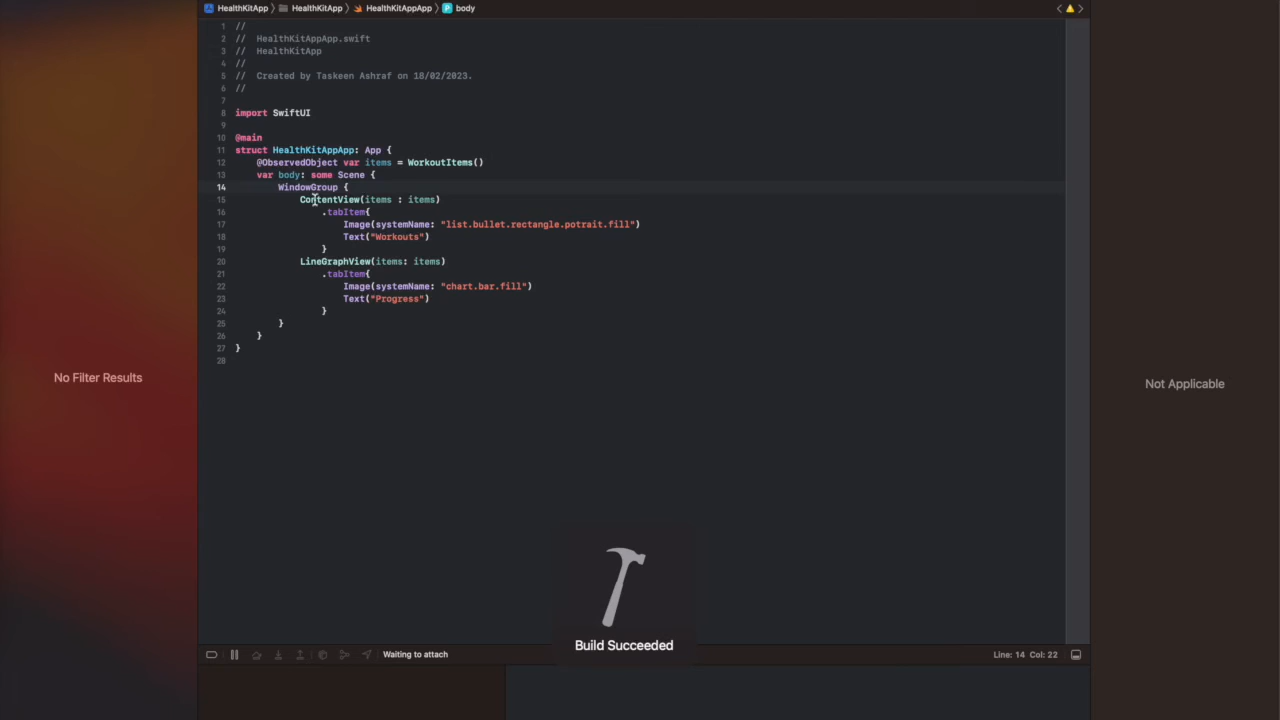 HealthKitApp 〉 HealthKitApp 〉 HealthKitAppApp 〉 P body
1 //
2 // HealthKitAppApp.swift
3 // HealthKitApp
4 //
5 // Created by Taskeen Ashraf on 18/02/2023.
6 //
7
8 import SwiftUI
9
10 @main
11 struct HealthKitAppApp: App {
12 @ObservedObject var items = WorkoutItems()
13 var body: some Scene {
14 WindowGroup {
15 ContentView(items : items)
16 .tabItem{
17 Image(systemName: "list.bullet.rectangle.potrait.fill")
18 Text("Workouts")
19 }
20 LineGraphView(items: items)
21 .tabItem{
22 Image(systemName: "chart.bar.fill")
23 Text("Progress")
24 }
25 }
26 }
27 }
28
No Filter Results
Not Applicable
Build Succeeded
Waiting to attach
Line: 14 Col: 22